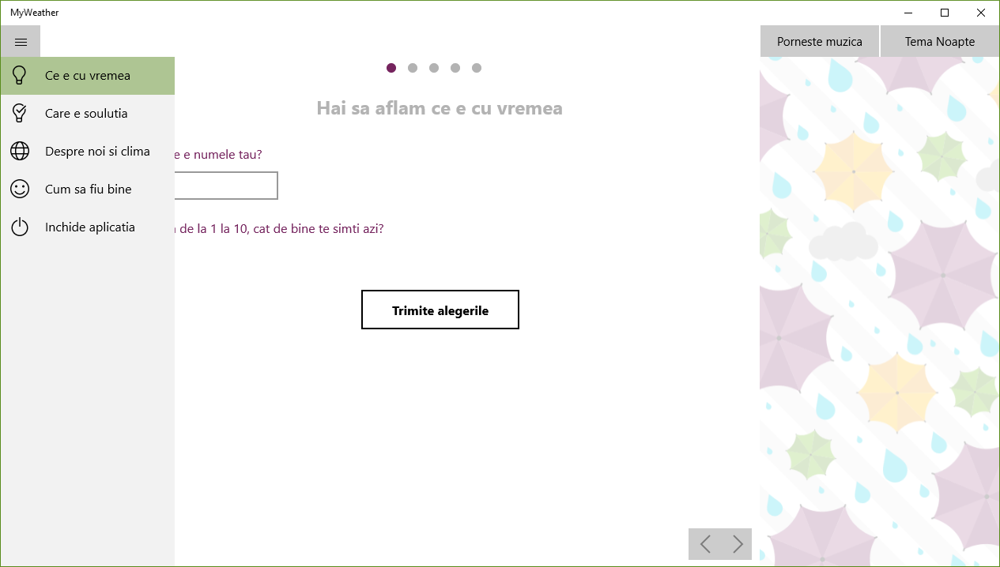 MyWeather
Porneste muzica
Tema Noapte
Ce e cu vremea
Care e soulutia
Despre noi si clima
Cum sa fiu bine
Inchide aplicatia
Hai sa aflam ce e cu vremea
e numele tau?
de la 1 la 10, cat de bine te simti azi?
Trimite alegerile